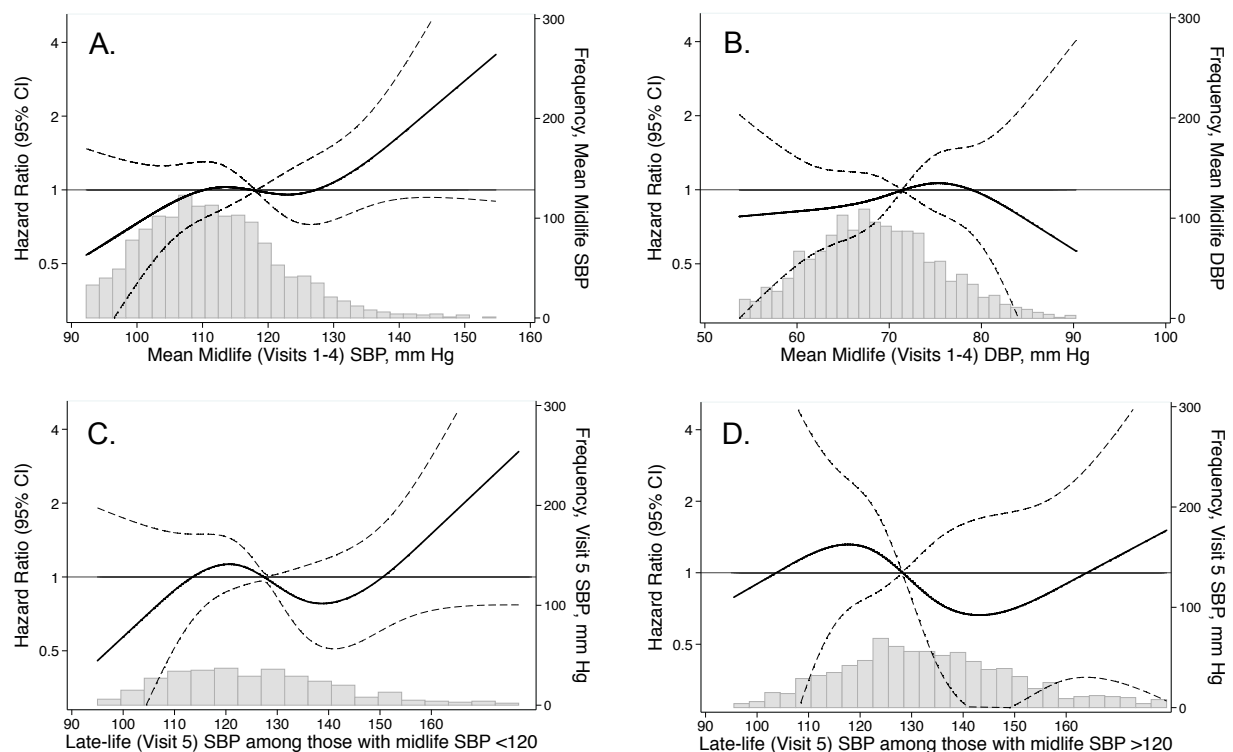 A.
Hazard Ratio (95% CI)
4
2
1
0.5
300
200
100
0
Frequency, Mean Midlife SBP
90 100 110 120 130 140 150 160
Mean Midlife (Visits 1-4) SBP, mm Hg
B.
Hazard Ratio (95% CI)
4
2
1
0.5
300
200
100
0
Frequency, Mean Midlife DBP
50 60 70 80 90 100
Mean Midlife (Visits 1-4) DBP, mm Hg
C.
Hazard Ratio (95% CI)
4
2
1
0.5
300
200
100
0
Frequency, Visit 5 SBP, mm Hg
90 100 110 120 130 140 150 160
Late-life (Visit 5) SBP among those with midlife SBP <120
D.
Hazard Ratio (95% CI)
4
2
1
0.5
300
200
100
0
Frequency, Visit 5 SBP, mm Hg
90 100 110 120 130 140 150 160
Late-life (Visit 5) SBP among those with midlife SBP >120